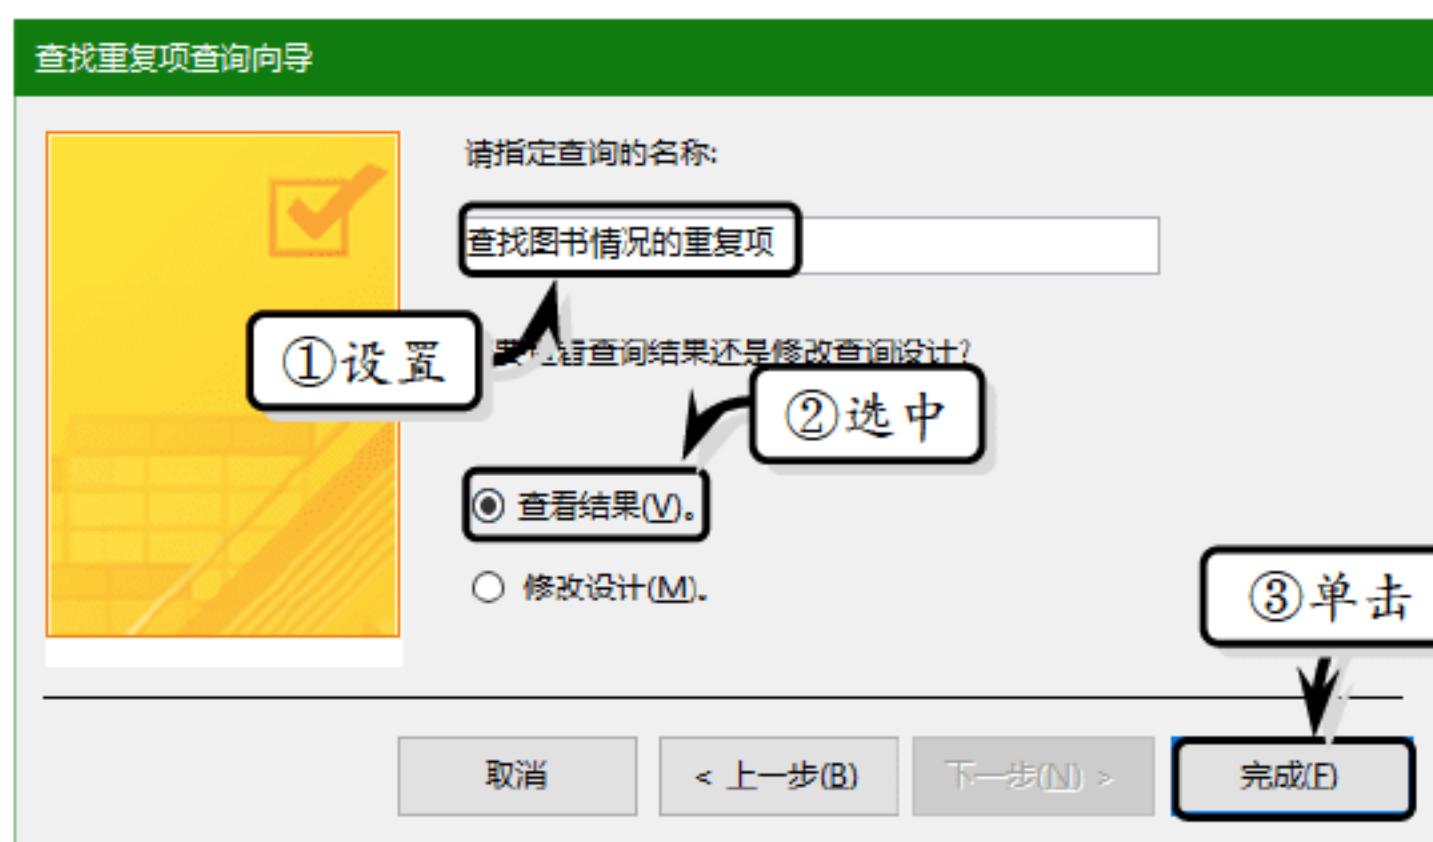 查找重复项查询向导
请指定查询的名称:
查找图书情况的重复项
①设置
看查询结果还是修改查询设计?
②选中
查看结果(V)。
修改设计(M)。
③单击
取消
< 上一步(B)
下一步(N) >
完成(F)